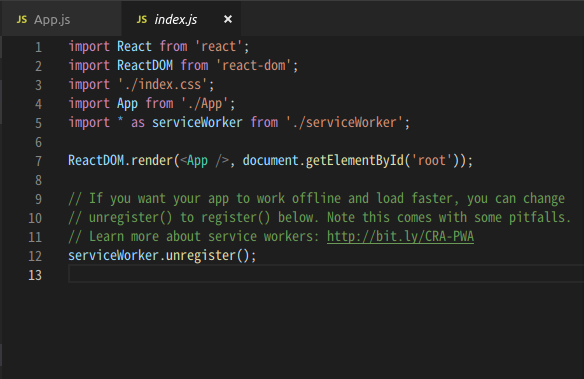 JS App.js JS index.js ×
1 import React from 'react';
2 import ReactDOM from 'react-dom';
3 import './index.css';
4 import App from './App';
5 import * as serviceWorker from './serviceWorker';
6
7 ReactDOM.render(<App />, document.getElementById('root'));
8
9 // If you want your app to work offline and load faster, you can change
10 // unregister() to register() below. Note this comes with some pitfalls.
11 // Learn more about service workers: http://bit.ly/CRA-PWA
12 serviceWorker.unregister();
13